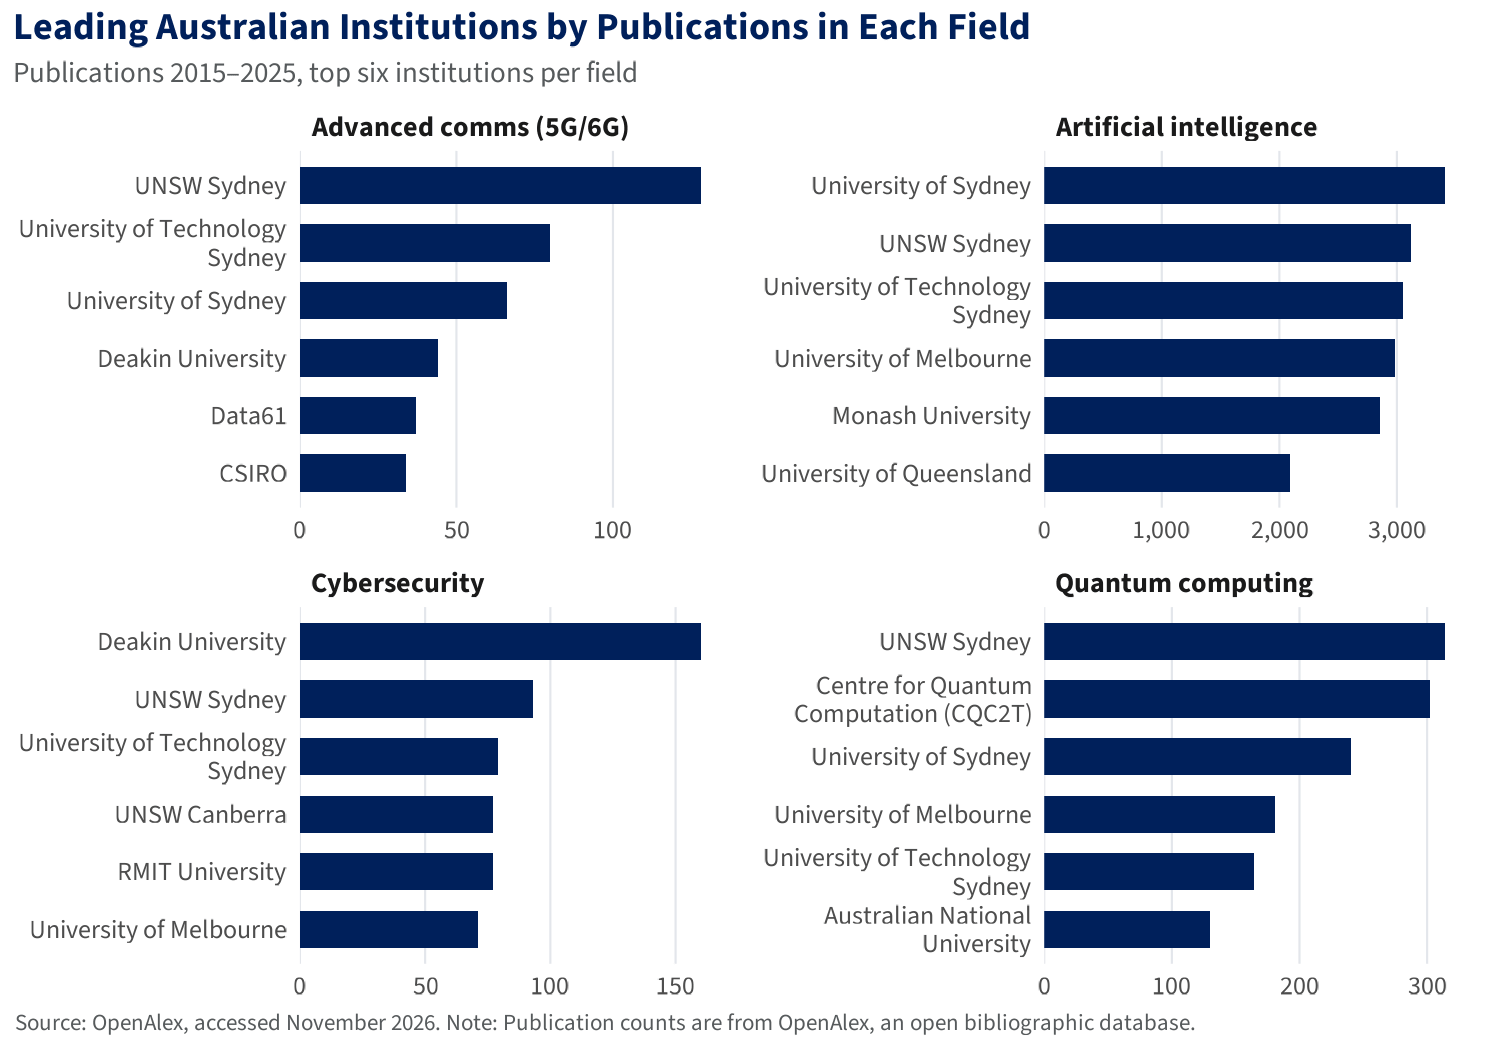 Leading Australian Institutions by Publications in Each Field
Publications 2015–2025, top six institutions per field
Advanced comms (5G/6G)
UNSW Sydney
University of Technology
Sydney
University of Sydney
Deakin University
Data61
CSIRO
0 50 100
Artificial intelligence
University of Sydney
UNSW Sydney
University of Technology
Sydney
University of Melbourne
Monash University
University of Queensland
0 1,000 2,000 3,000
Cybersecurity
Deakin University
UNSW Sydney
University of Technology
Sydney
UNSW Canberra
RMIT University
University of Melbourne
0 50 100 150
Quantum computing
UNSW Sydney
Centre for Quantum
Computation (CQC2T)
University of Sydney
University of Melbourne
University of Technology
Sydney
Australian National
University
0 100 200 300
Source: OpenAlex, accessed November 2026. Note: Publication counts are from OpenAlex, an open bibliographic database.